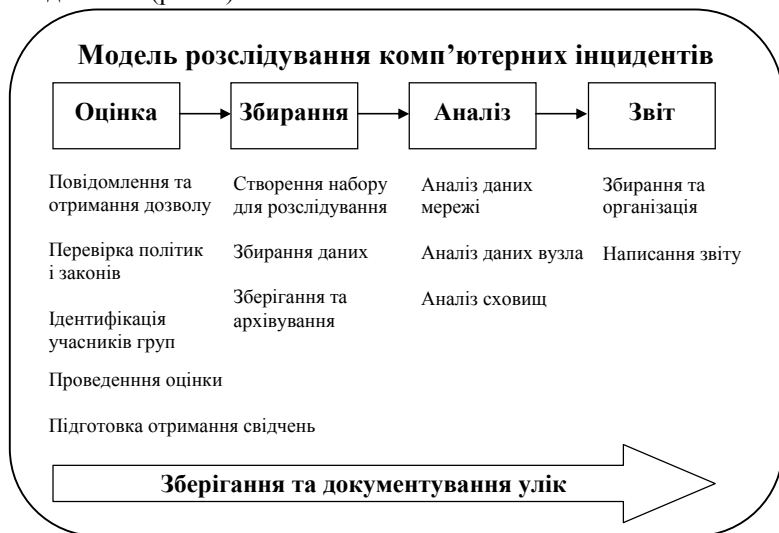 Модель розслідування комп’ютерних інцидентів
Оцінка
Збирання
Аналіз
Звіт
Повідомлення та
отримання дозволу
Перевірка політик
і законів
Ідентифікація
учасників груп
Проведенння оцінки
Підготовка отримання свідчень
Створення набору
для розслідування
Збирання даних
Зберігання та
архівування
Аналіз даних
мережі
Аналіз даних вузла
Аналіз сховищ
Збирання та
організація
Написання звіту
Зберігання та документування улік